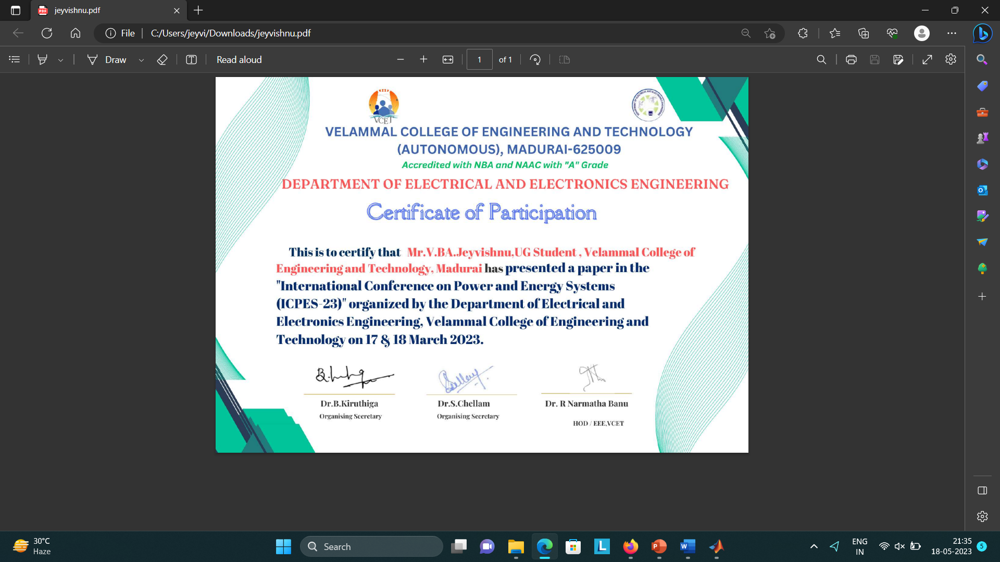 jeyvishnu.pdf
File
C:/Users/jeyvi/Downloads/jeyvishnu.pdf
Draw
Read aloud
1 of 1
VCET
VELAMMAL COLLEGE OF ENGINEERING AND TECHNOLOGY
(AUTONOMOUS), MADURAI-625009
Accredited with NBA and NAAC with "A" Grade
DEPARTMENT OF ELECTRICAL AND ELECTRONICS ENGINEERING
Certificate of Participation
This is to certify that Mr.V.BA.Jeyvishnu,UG Student , Velammal College of
Engineering and Technology, Madurai has presented a paper in the
"International Conference on Power and Energy Systems
(ICPES-23)" organized by the Department of Electrical and
Electronics Engineering, Velammal College of Engineering and
Technology on 17 & 18 March 2023.
Dr.B.Kiruthiga
Organising Secretary
Dr.S.Chellam
Organising Secretary
Dr. R Narmatha Banu
HOD / EEE,VCET
30°C
Haze
Search
ENG
IN
21:35
18-05-2023
5